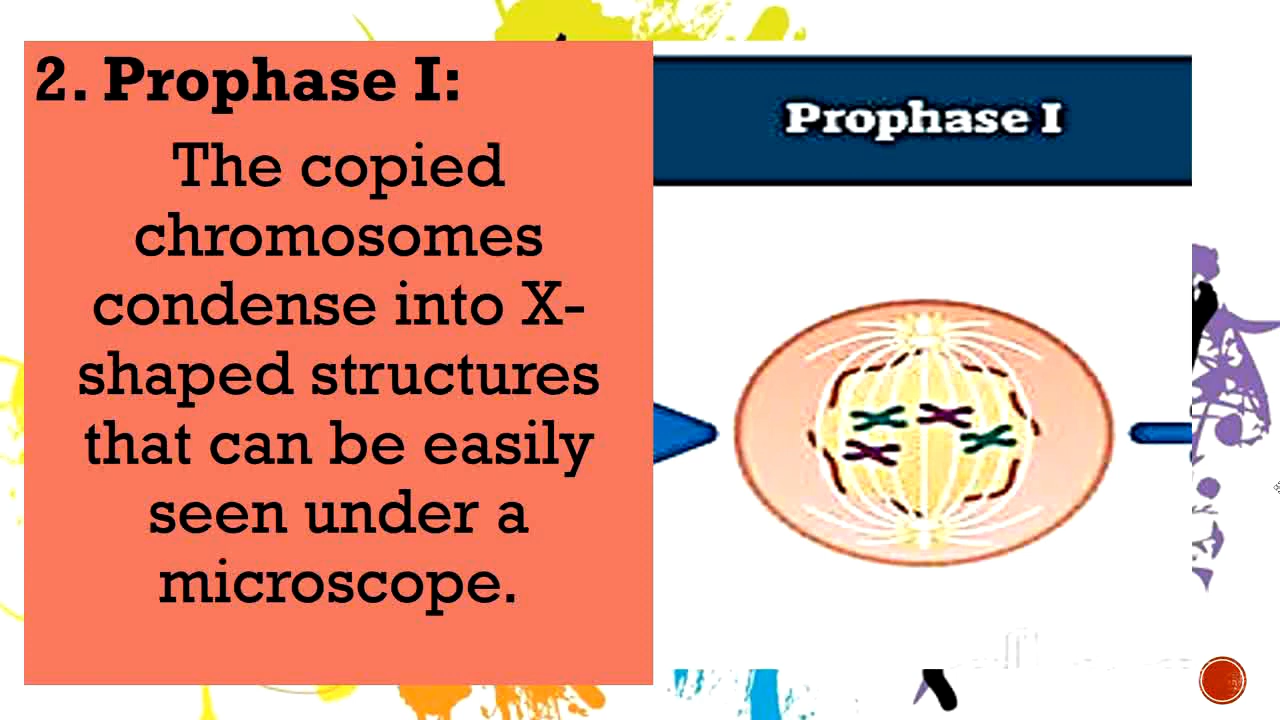 2. Prophase I:
The copied
chromosomes
condense into X-
shaped structures
that can be easily
seen under a
microscope.
Prophase I